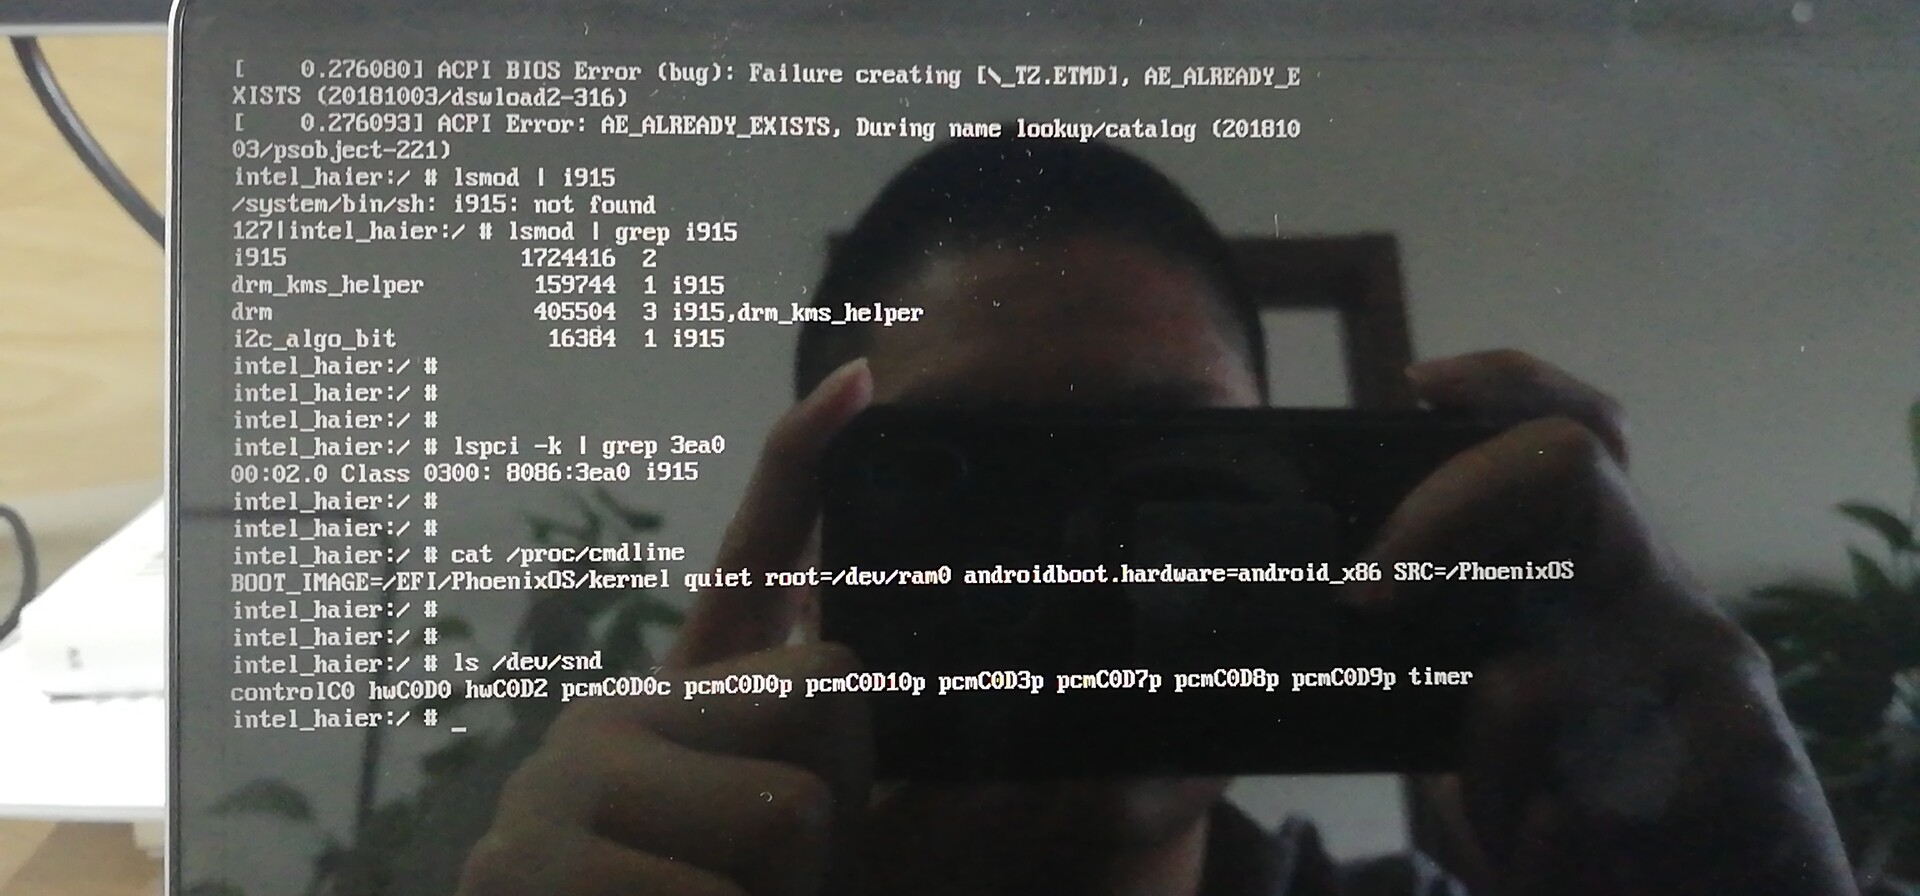 [    0.276080] ACPI BIOS Error (bug): Failure creating [\_TZ.ETMD], AE_ALREADY_E
XISTS (20181003/dswload2-316)
[    0.276093] ACPI Error: AE_ALREADY_EXISTS, During name lookup/catalog (201810
03/psobject-221)
intel_haier:/ # lsmod | i915
/system/bin/sh: i915: not found
127|intel_haier:/ # lsmod | grep i915
i915                 1724416  2
drm_kms_helper          159744  1 i915
drm                   405504  3 i915,drm_kms_helper
i2c_algo_bit           16384  1 i915
intel_haier:/ #
intel_haier:/ #
intel_haier:/ #
intel_haier:/ # lspci -k | grep 3ea0
00:02.0 Class 0300: 8086:3ea0 i915
intel_haier:/ #
intel_haier:/ #
intel_haier:/ # cat /proc/cmdline
BOOT_IMAGE=/EFI/PhoenixOS/kernel quiet root=/dev/ram0 androidboot.hardware=android_x86 SRC=/PhoenixOS
intel_haier:/ #
intel_haier:/ #
intel_haier:/ # ls /dev/snd
controlC0 hwC0D0 hwC0D2 pcmC0D0c pcmC0D0p pcmC0D10p pcmC0D3p pcmC0D7p pcmC0D8p pcmC0D9p timer
intel_haier:/ # _